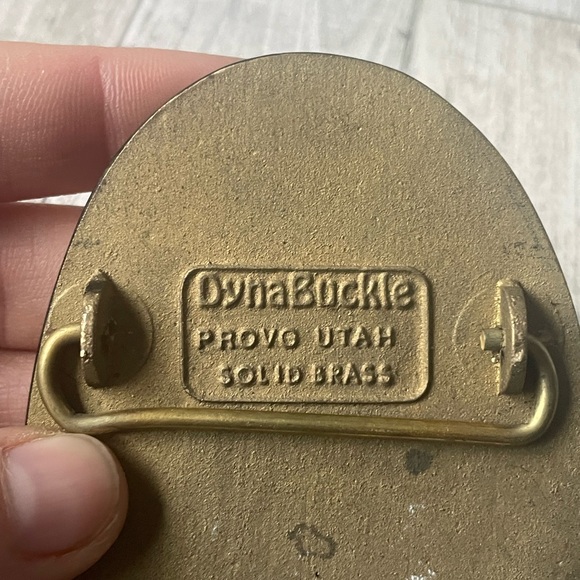 DynaBuckle
PROVO UTAH
SOLID BRASS